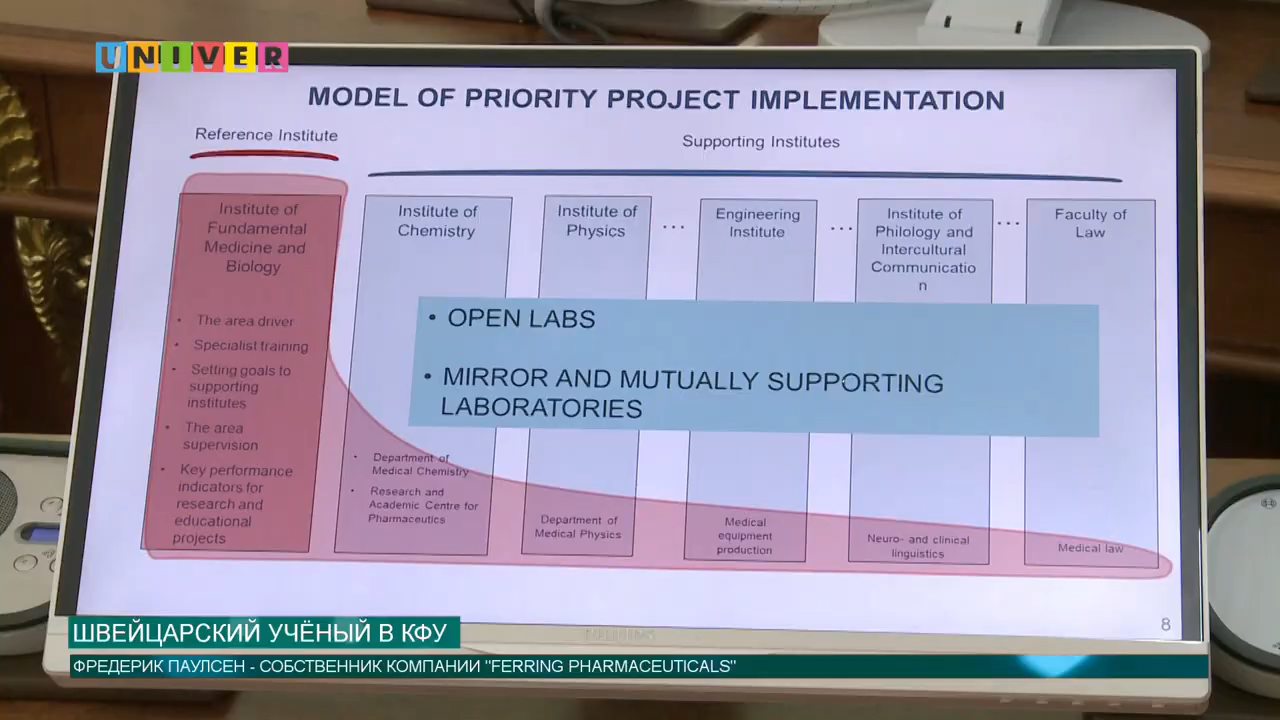 UNIVER
MODEL OF PRIORITY PROJECT IMPLEMENTATION
Reference Institute
Supporting Institutes
Institute of
Fundamental
Medicine and
Biology
• The area driver
• Specialist training
• Setting goals to
supporting
institutes
• The area
supervision
• Key performance
indicators for
research and
educational
projects
Institute of
Chemistry
• Department of
Medical Chemistry
• Research and
Academic Centre for
Pharmaceutics
Institute of
Physics
Department of
Medical Physics
...
Engineering
Institute
Medical
equipment
production
...
Institute of
Philology and
Intercultural
Communicatio
n
Neuro- and clinical
linguistics
...
Faculty of
Law
Medical law
• OPEN LABS
• MIRROR AND MUTUALLY SUPPORTING
LABORATORIES
8
ШВЕЙЦАРСКИЙ УЧЁНЫЙ В КФУ
ФРЕДЕРИК ПАУЛСЕН - СОБСТВЕННИК КОМПАНИИ "FERRING PHARMACEUTICALS"